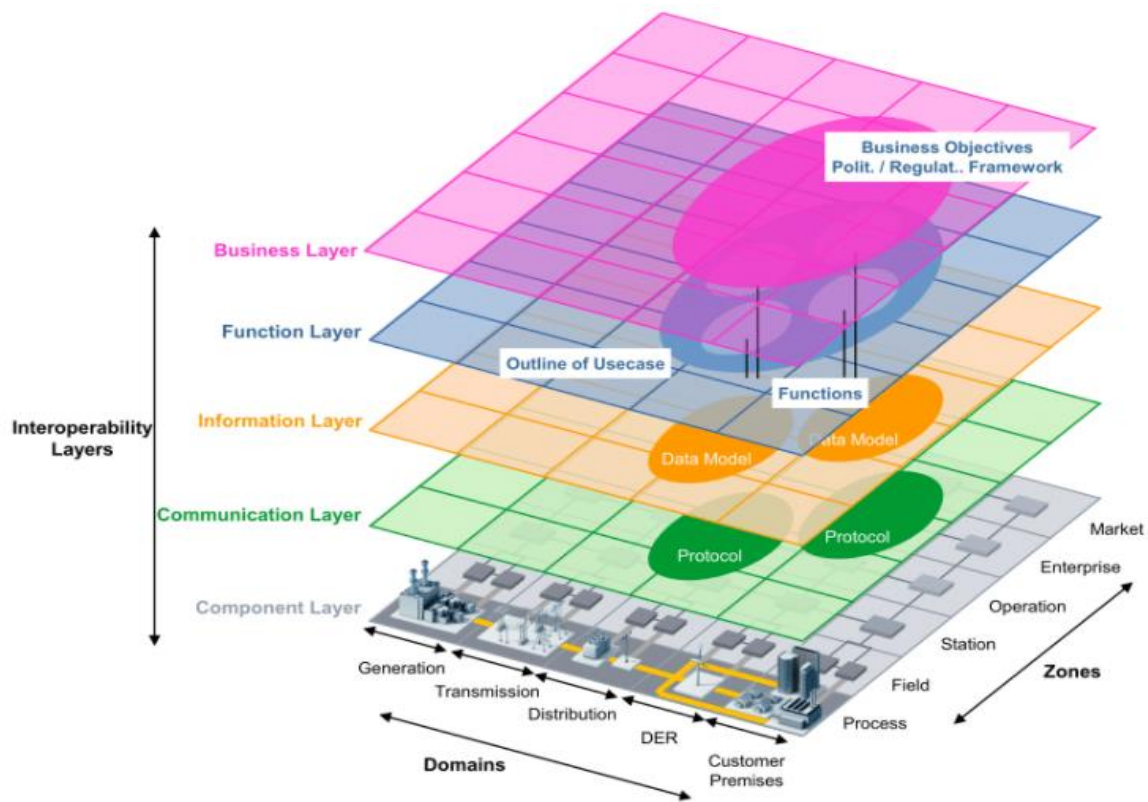 Business Objectives
Polit. / Regulat.. Framework
Business Layer
Function Layer
Outline of Usecase
Functions
Information Layer
Data Model
Data Model
Interoperability
Layers
Communication Layer
Protocol
Protocol
Component Layer
Market
Enterprise
Operation
Station
Field
Process
Zones
Generation
Transmission
Distribution
DER
Customer
Premises
Domains